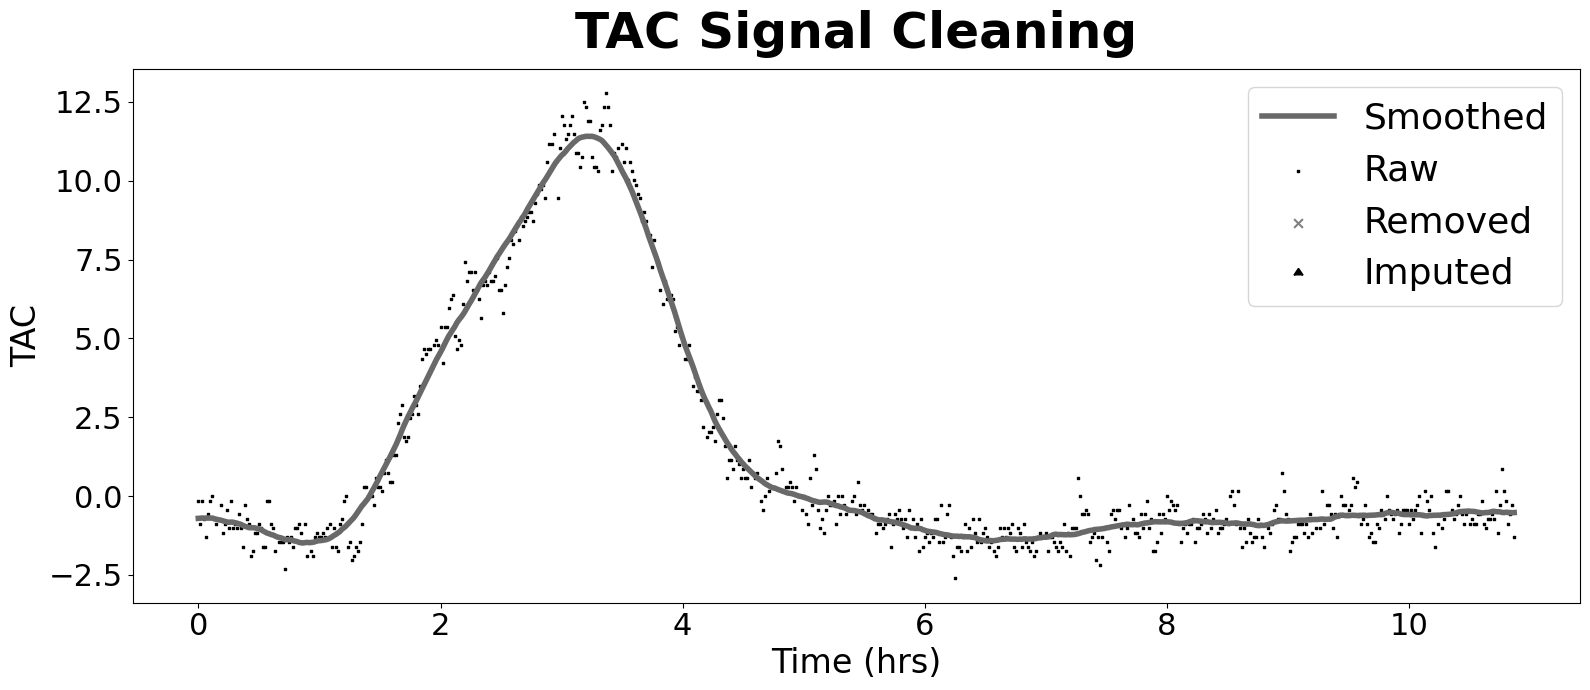 TAC Signal Cleaning
12.5
10.0
7.5
5.0
2.5
0.0
−2.5
TAC
Smoothed
Raw
Removed
Imputed
0 2 4 6 8 10
Time (hrs)